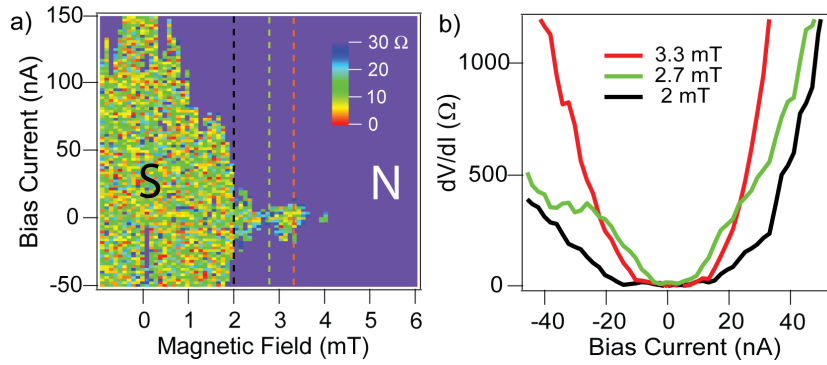 a)
Bias Current (nA)
150
100
50
0
-50
30 Ω
20
10
0
S
N
0 1 2 3 4 5 6
Magnetic Field (mT)
b)
dV/dI (Ω)
1000
500
0
3.3 mT
2.7 mT
2 mT
-40 -20 0 20 40
Bias Current (nA)